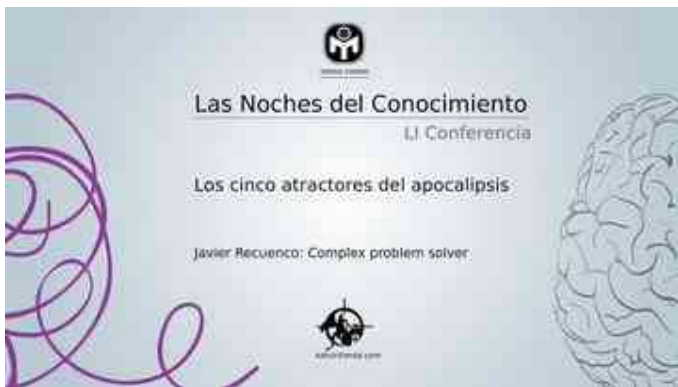 Las Noches del Conocimiento
LI Conferencia
Los cinco atractores del apocalipsis
Javier Recuenco: Complex problem solver